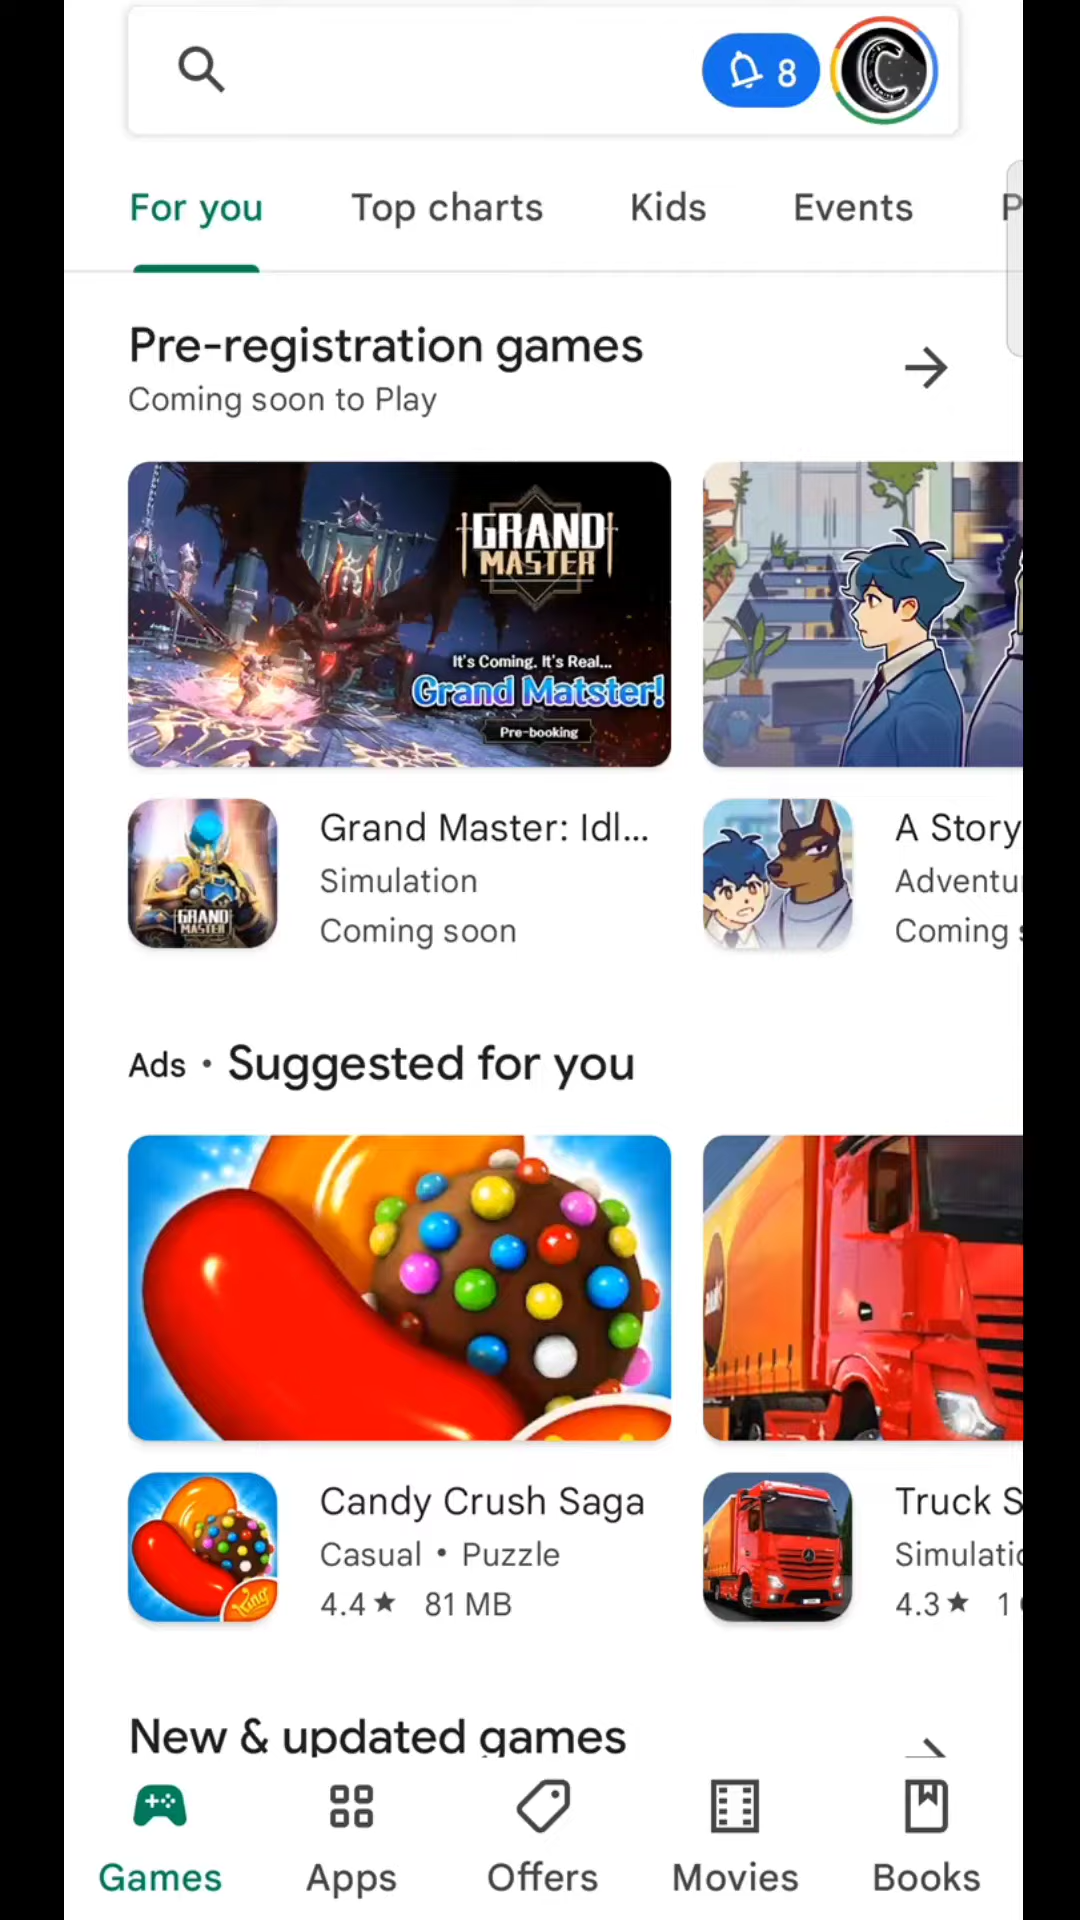 8
For you Top charts Kids Events P
Pre-registration games
Coming soon to Play
GRAND
MASTER
It's Coming. It's Real...
Grand Matster!
Pre-booking
GRAND
MASTER
Grand Master: Idl...
Simulation
Coming soon
A Story
Adventu
Coming
Ads • Suggested for you
King
Candy Crush Saga
Casual • Puzzle
4.4★ 81 MB
Truck S
Simulatio
4.3★ 1
New & updated games
Games Apps Offers Movies Books